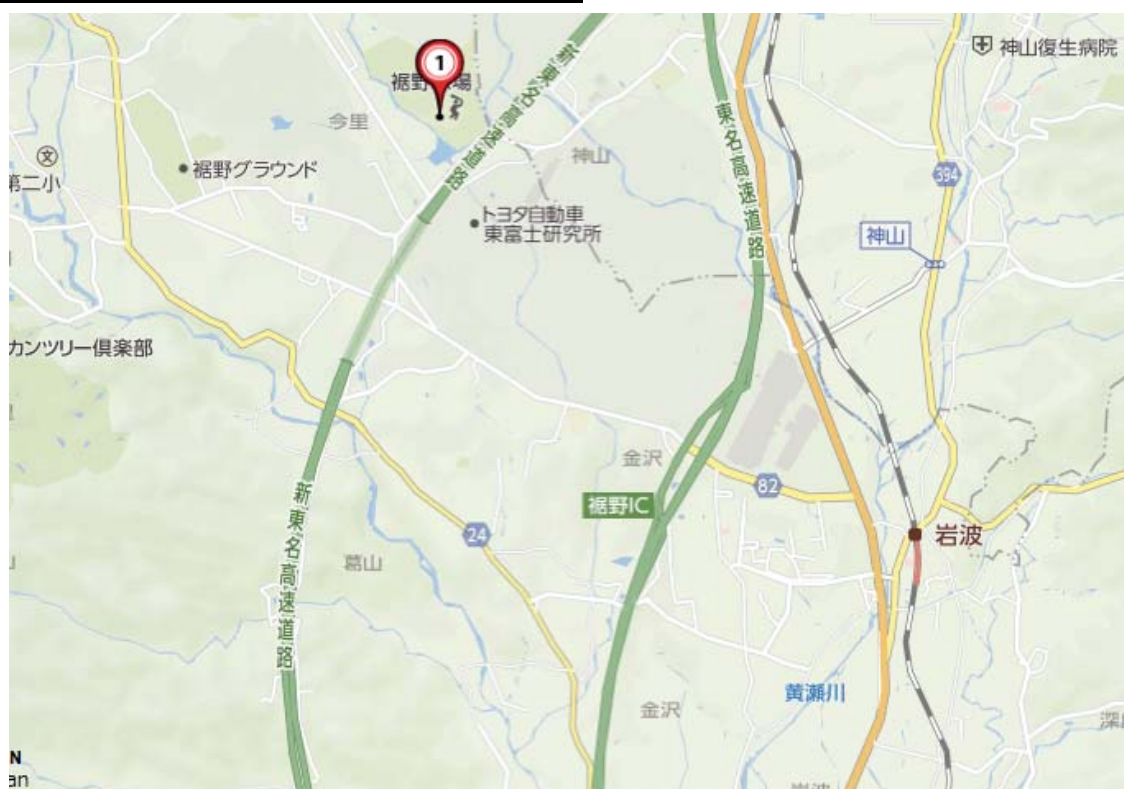 1
裾野
場
今里
文
第二小
裾野グラウンド
新東名高速道路
神山
トヨタ自動車
東富士研究所
東名高速道路
神山復生病院
394
神山
カンツリー倶楽部
金沢
82
裾野IC
新東名高速道路
24
葛山
岩波
金沢
黄瀬川
N
an